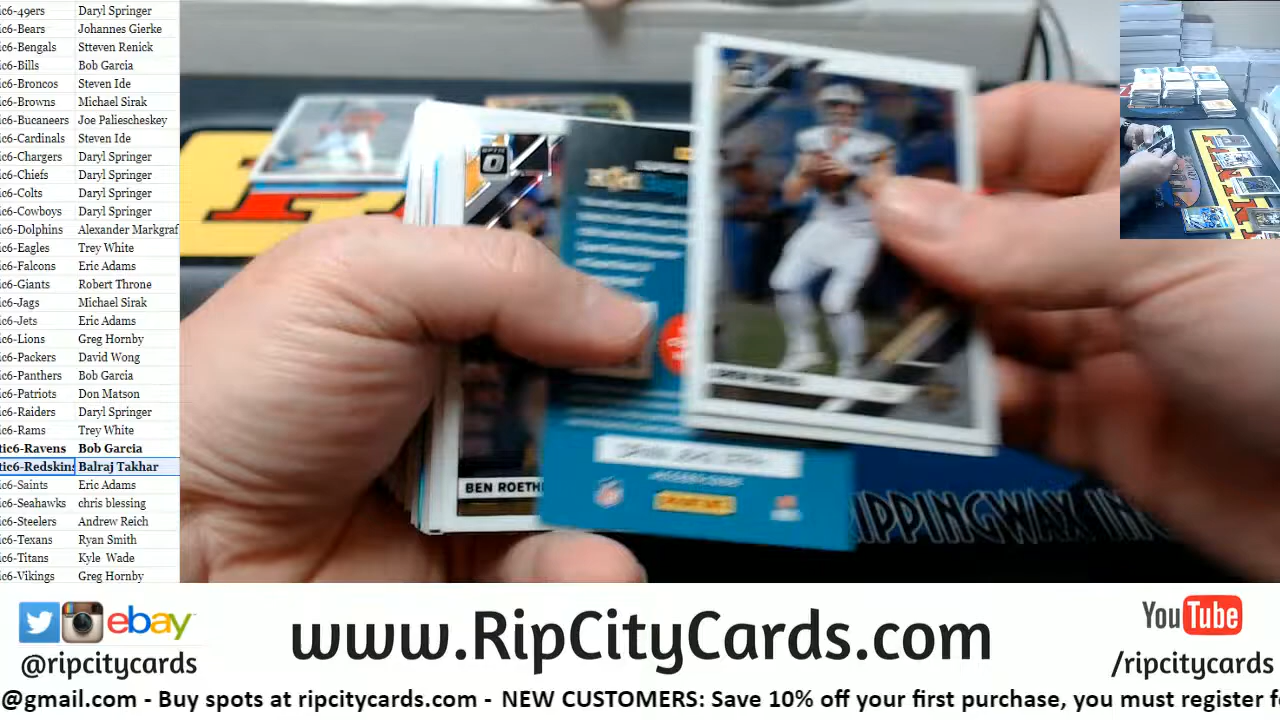 ic6-49ers Daryl Springer
ic6-Bears Johannes Gierke
ic6-Bengals Stteven Renick
ic6-Bills Bob Garcia
ic6-Broncos Steven Ide
ic6-Browns Michael Sirak
ic6-Bucaneers Joe Paliescheskey
ic6-Cardinals Steven Ide
ic6-Chargers Daryl Springer
ic6-Chiefs Daryl Springer
ic6-Colts Daryl Springer
ic6-Cowboys Daryl Springer
ic6-Dolphins Alexander Markgraf
ic6-Eagles Trey White
ic6-Falcons Eric Adams
ic6-Giants Robert Throne
ic6-Jags Michael Sirak
ic6-Jets Eric Adams
ic6-Lions Greg Hornby
ic6-Packers David Wong
ic6-Panthers Bob Garcia
ic6-Patriots Don Matson
ic6-Raiders Daryl Springer
ic6-Rams Trey White
tic6-Ravens Bob Garcia
tic6-Redskins Balraj Takhar
ic6-Saints Eric Adams
ic6-Seahawks chris blessing
ic6-Steelers Andrew Reich
ic6-Texans Ryan Smith
ic6-Titans Kyle Wade
ic6-Vikings Greg Hornby
OPTIC
BEN ROETH
PANINI
RIPPINGWAX INC
ebay
@ripcitycards
www.RipCityCards.com
YouTube
/ripcitycards
@gmail.com - Buy spots at ripcitycards.com - NEW CUSTOMERS: Save 10% off your first purchase, you must register f